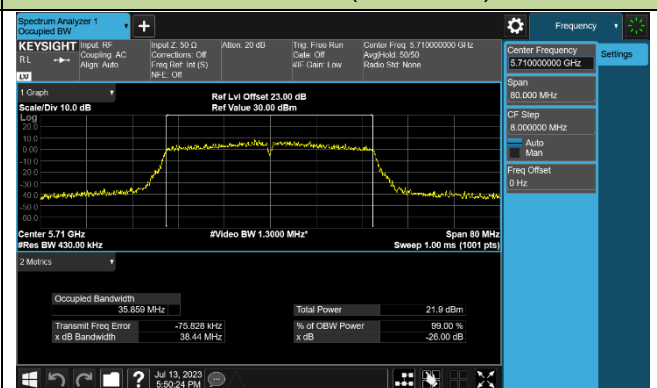 Spectrum Analyzer 1
Occupied BW
Frequency
KEYSIGHT
RL
LXI
Input: RF
Coupling: AC
Align: Auto
Input Z: 50 Ω
Corrections: Off
Freq Ref: Int (S)
NFE: Off
Atten: 20 dB
Trig: Free Run
Gate: Off
#IF Gain: Low
Center Freq: 5.710000000 GHz
Avg|Hold: 50/50
Radio Std: None
Center Frequency
5.710000000 GHz
Settings
Span
80.000 MHz
CF Step
8.000000 MHz
Auto
Man
Freq Offset
0 Hz
1 Graph
Scale/Div 10.0 dB
Ref Lvl Offset 23.00 dB
Ref Value 30.00 dBm
Log
20.0
10.0
0.00
-10.0
-20.0
-30.0
-40.0
-50.0
-60.0
Center 5.71 GHz
#Res BW 430.00 kHz
#Video BW 1.3000 MHz*
Span 80 MHz
Sweep 1.00 ms (1001 pts)
2 Metrics
Occupied Bandwidth
35.859 MHz
Total Power 21.9 dBm
Transmit Freq Error -75.828 kHz
% of OBW Power 99.00 %
x dB Bandwidth 38.44 MHz
x dB -26.00 dB
?
Jul 13, 2023
5:50:24 PM